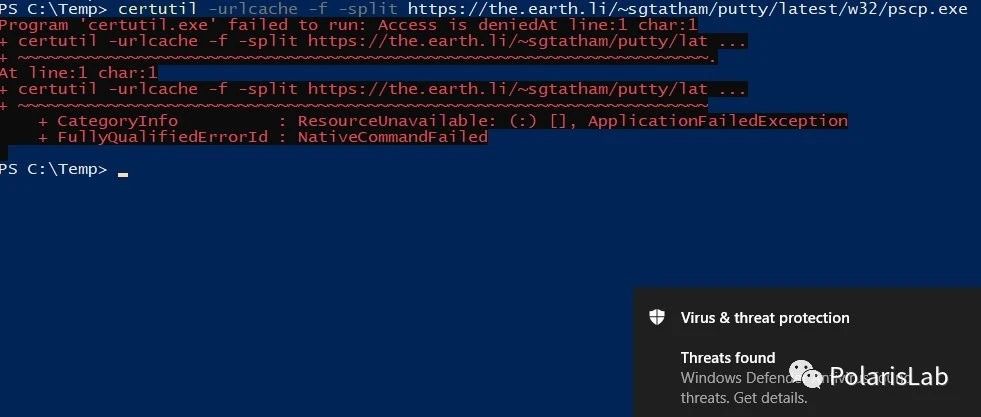 PS C:\Temp> certutil -urlcache -f -split https://the.earth.li/~sgtatham/putty/latest/w32/pscp.exe
Program 'certutil.exe' failed to run: Access is deniedAt line:1 char:1
+ certutil -urlcache -f -split https://the.earth.li/~sgtatham/putty/lat ...
+ ~~~~~~~~~~~~~~~~~~~~~~~~~~~~~~~~~~~~~~~~~~~~~~~~~~~~~~~~~~~~~~~~~~~~~.
At line:1 char:1
+ certutil -urlcache -f -split https://the.earth.li/~sgtatham/putty/lat ...
+ ~~~~~~~~~~~~~~~~~~~~~~~~~~~~~~~~~~~~~~~~~~~~~~~~~~~~~~~~~~~~~~~~~~~~~
    + CategoryInfo          : ResourceUnavailable: (:) [], ApplicationFailedException
    + FullyQualifiedErrorId : NativeCommandFailed
PS C:\Temp>
Virus & threat protection
Threats found
Windows Defender Antivirus found
threats. Get details.
PolarisLab